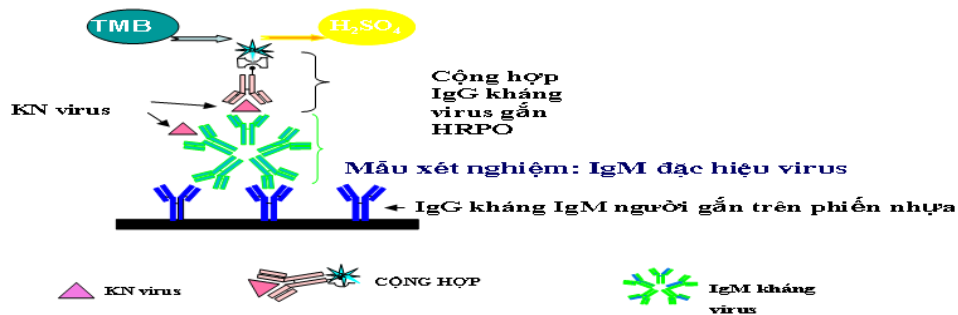 TMB
H₂SO₄
Cộng hợp
IgG kháng
virus gắn
HRPO
KN virus
Mẫu xét nghiệm: IgM đặc hiệu virus
IgG kháng IgM người gắn trên phiến nhựa
KN virus
CỘNG HỢP
IgM kháng
virus